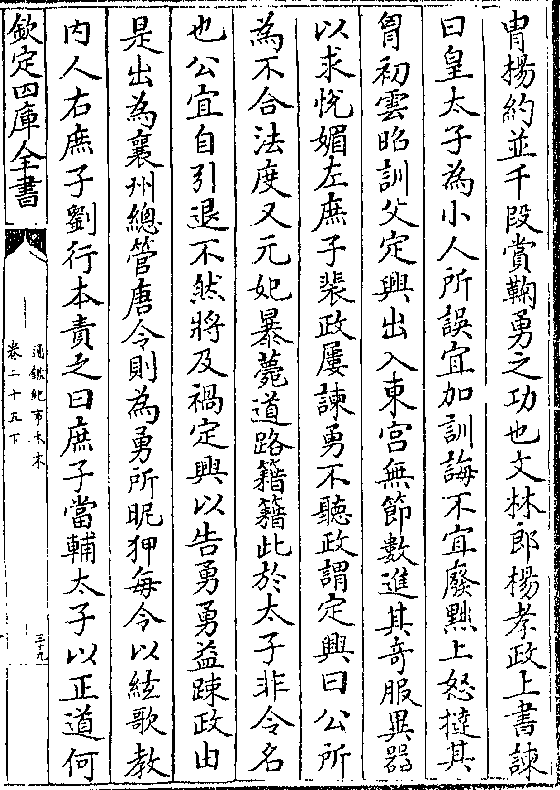 胄楊約並千段賞鞠勇之功也文林郎楊孝政上書諫
曰皇太子為小人所誤宜加訓誨不宜廢黜上怒撻其
胷初雲昭訓父定興出入東宫無節數進其奇服異器
以求悅媚左庶子裴政屢諫勇不聽政謂定興曰公所
為不合法度又元妃暴薨道路籍籍此於太子非令名
也公宜自引退不然將及禍定興以告勇勇益踈政由
是出為襄州總管唐令則為勇所昵狎每令以絃歌教
内人右庶子劉行本責之曰庶子當輔太子以正道何
欽定四庫全書
通鑑紀事本末
卷二十五下
三十九